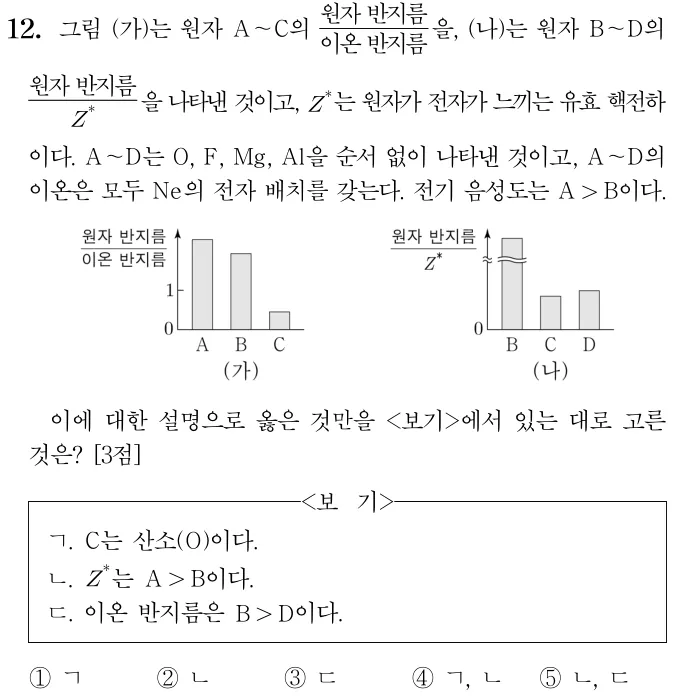 12. 그림 (가)는 원자 A~C의 원자 반지름/이온 반지름 을, (나)는 원자 B~D의
원자 반지름/Z* 을 나타낸 것이고, Z*는 원자가 전자가 느끼는 유효 핵전하
이다. A~D는 O, F, Mg, Al을 순서 없이 나타낸 것이고, A~D의
이온은 모두 Ne의 전자 배치를 갖는다. 전기 음성도는 A>B이다.
원자 반지름
이온 반지름
1
0
A B C
(가)
원자 반지름
Z*
0
B C D
(나)
이에 대한 설명으로 옳은 것만을 <보기>에서 있는 대로 고른
것은? [3점]
<보 기>
ㄱ. C는 산소(O)이다.
ㄴ. Z*는 A>B이다.
ㄷ. 이온 반지름은 B>D이다.
① ㄱ ② ㄴ ③ ㄷ ④ ㄱ, ㄴ ⑤ ㄴ, ㄷ